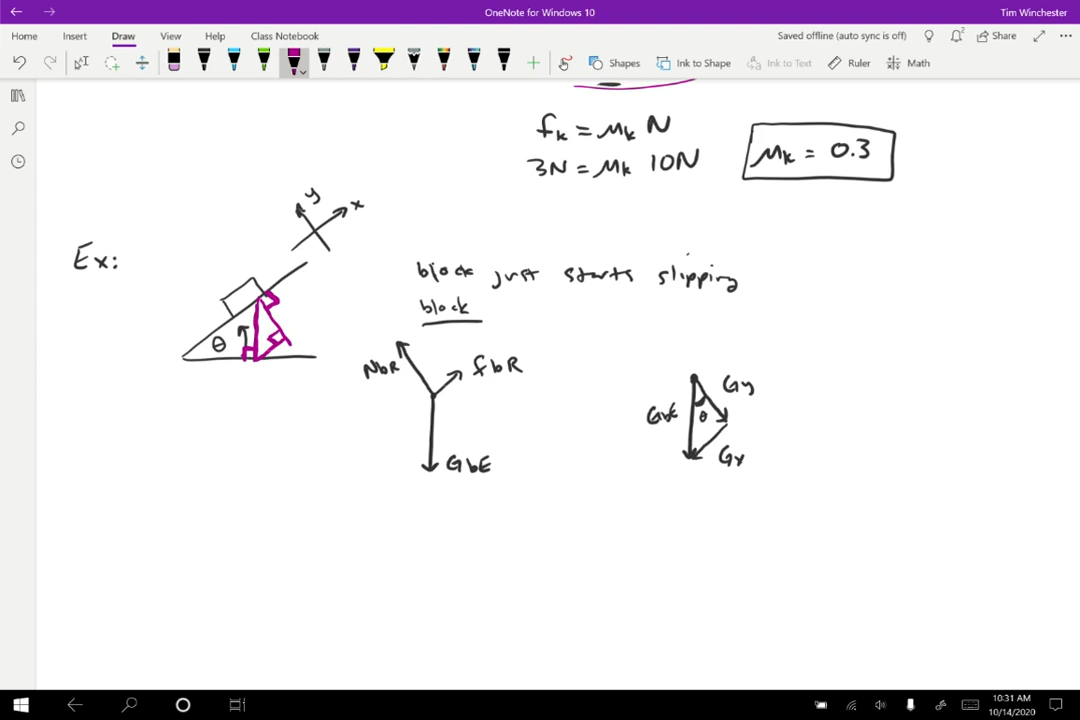 OneNote for Windows 10
Tim Winchester
Home Insert Draw View Help Class Notebook
Saved offline (auto sync is off) Share
Shapes Ink to Shape Ink to Text Ruler Math
fk = μk N
3N = μk 10N
μk = 0.3
y
x
Ex:
θ
block just starts slipping
block
NbR
fbR
GbE
GbE
Gy
θ
Gx
10:31 AM
10/14/2020